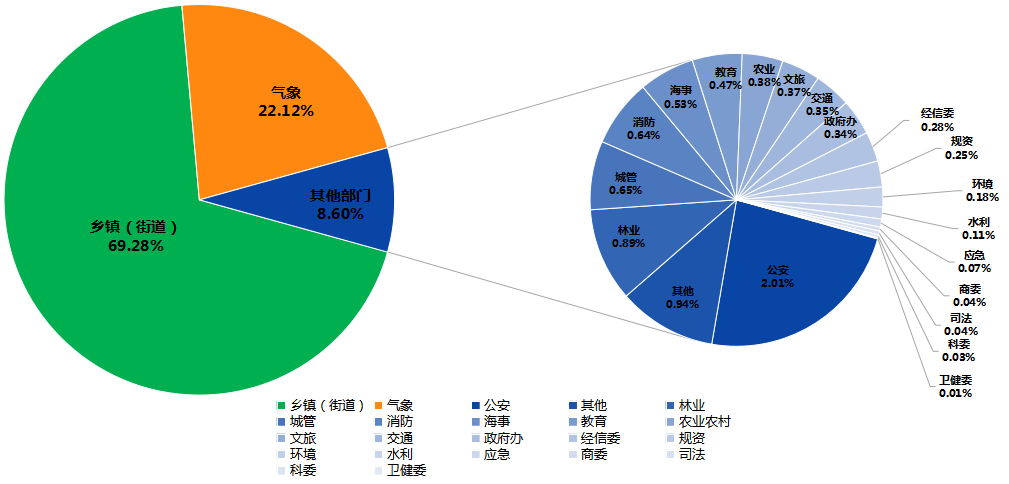 气象
22.12%
其他部门
8.60%
乡镇（街道）
69.28%
教育
0.47%
农业
0.38%
文旅
0.37%
交通
0.35%
政府办
0.34%
经信委
0.28%
规资
0.25%
环境
0.18%
水利
0.11%
应急
0.07%
商委
0.04%
司法
0.04%
科委
0.03%
卫健委
0.01%
海事
0.53%
消防
0.64%
城管
0.65%
林业
0.89%
其他
0.94%
公安
2.01%
乡镇（街道） 气象 公安 其他 林业
城管 消防 海事 教育 农业农村
文旅 交通 政府办 经信委 规资
环境 水利 应急 商委 司法
科委 卫健委